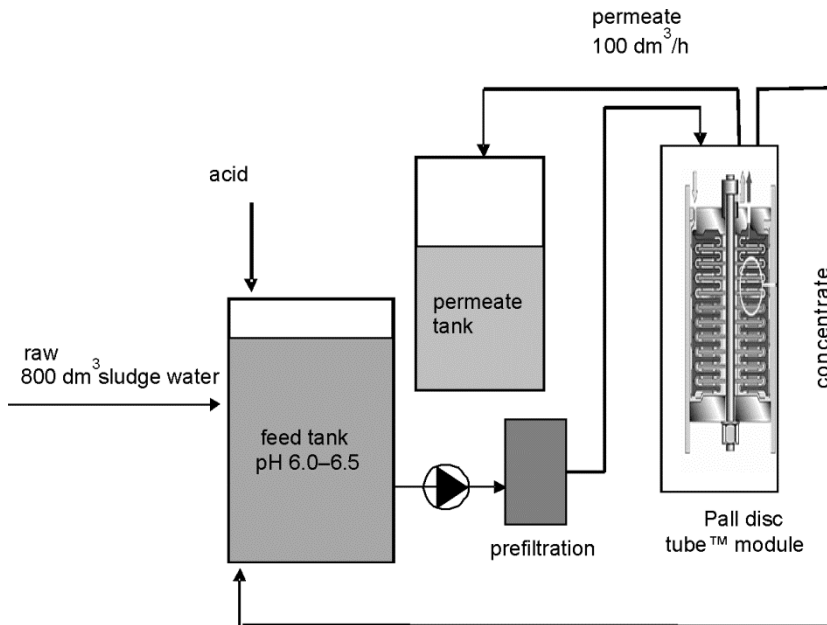 permeate
100 dm³/h
acid
raw
800 dm³sludge water
permeate
tank
feed tank
pH 6.0–6.5
prefiltration
Pall disc
tube™ module
concentrate